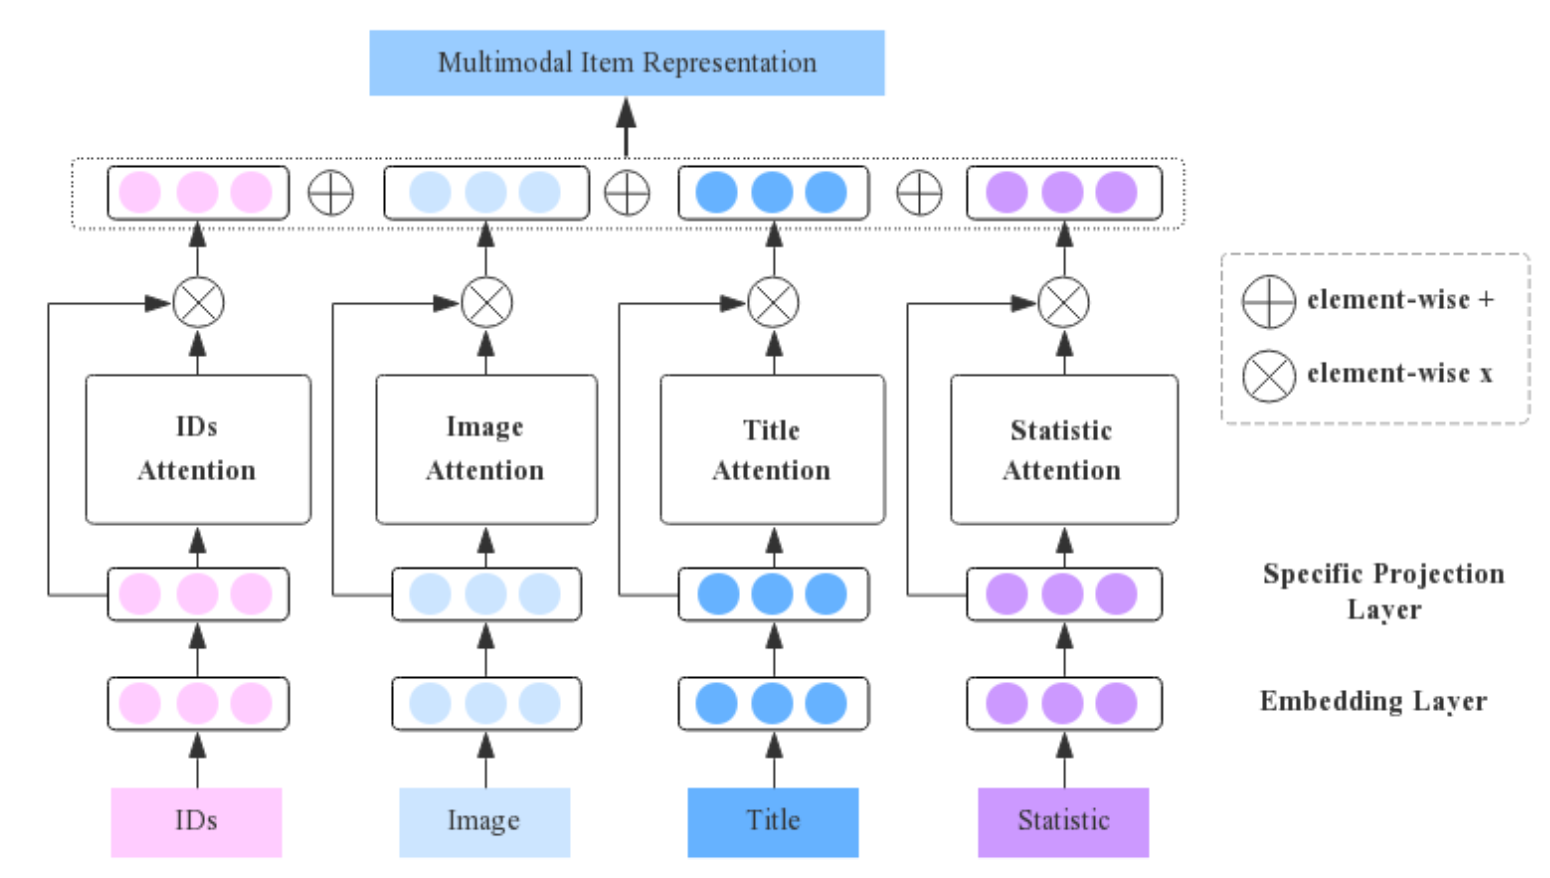 Multimodal Item Representation
element-wise +
element-wise x
IDs
Attention
Image
Attention
Title
Attention
Statistic
Attention
Specific Projection
Layer
Embedding Layer
IDs
Image
Title
Statistic